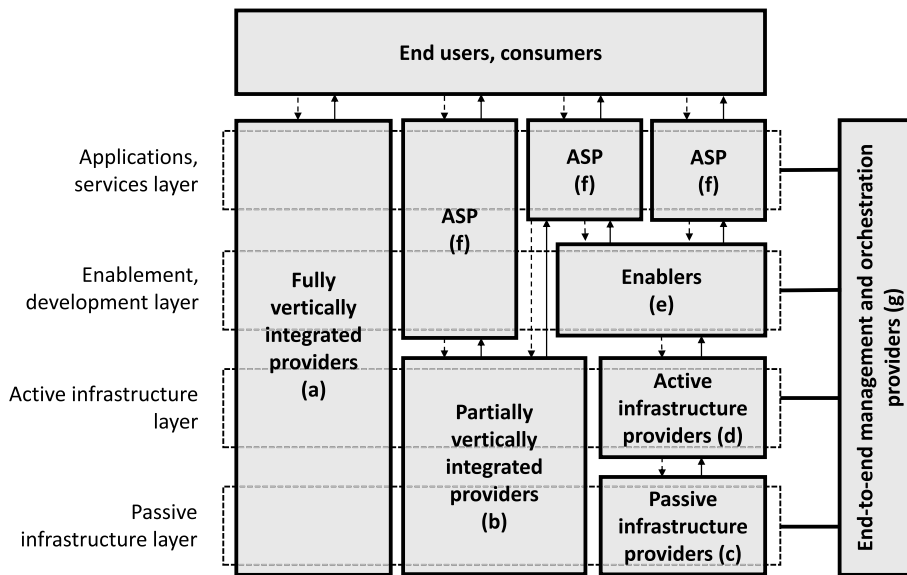 End users, consumers
Applications,
services layer
ASP
(f)
ASP
(f)
ASP
(f)
Enablement,
development layer
Fully
vertically
integrated
providers
(a)
Enablers
(e)
Active infrastructure
layer
Partially
vertically
integrated
providers
(b)
Active
infrastructure
providers (d)
Passive
infrastructure layer
Passive
infrastructure
providers (c)
End-to-end management and orchestration
providers (g)